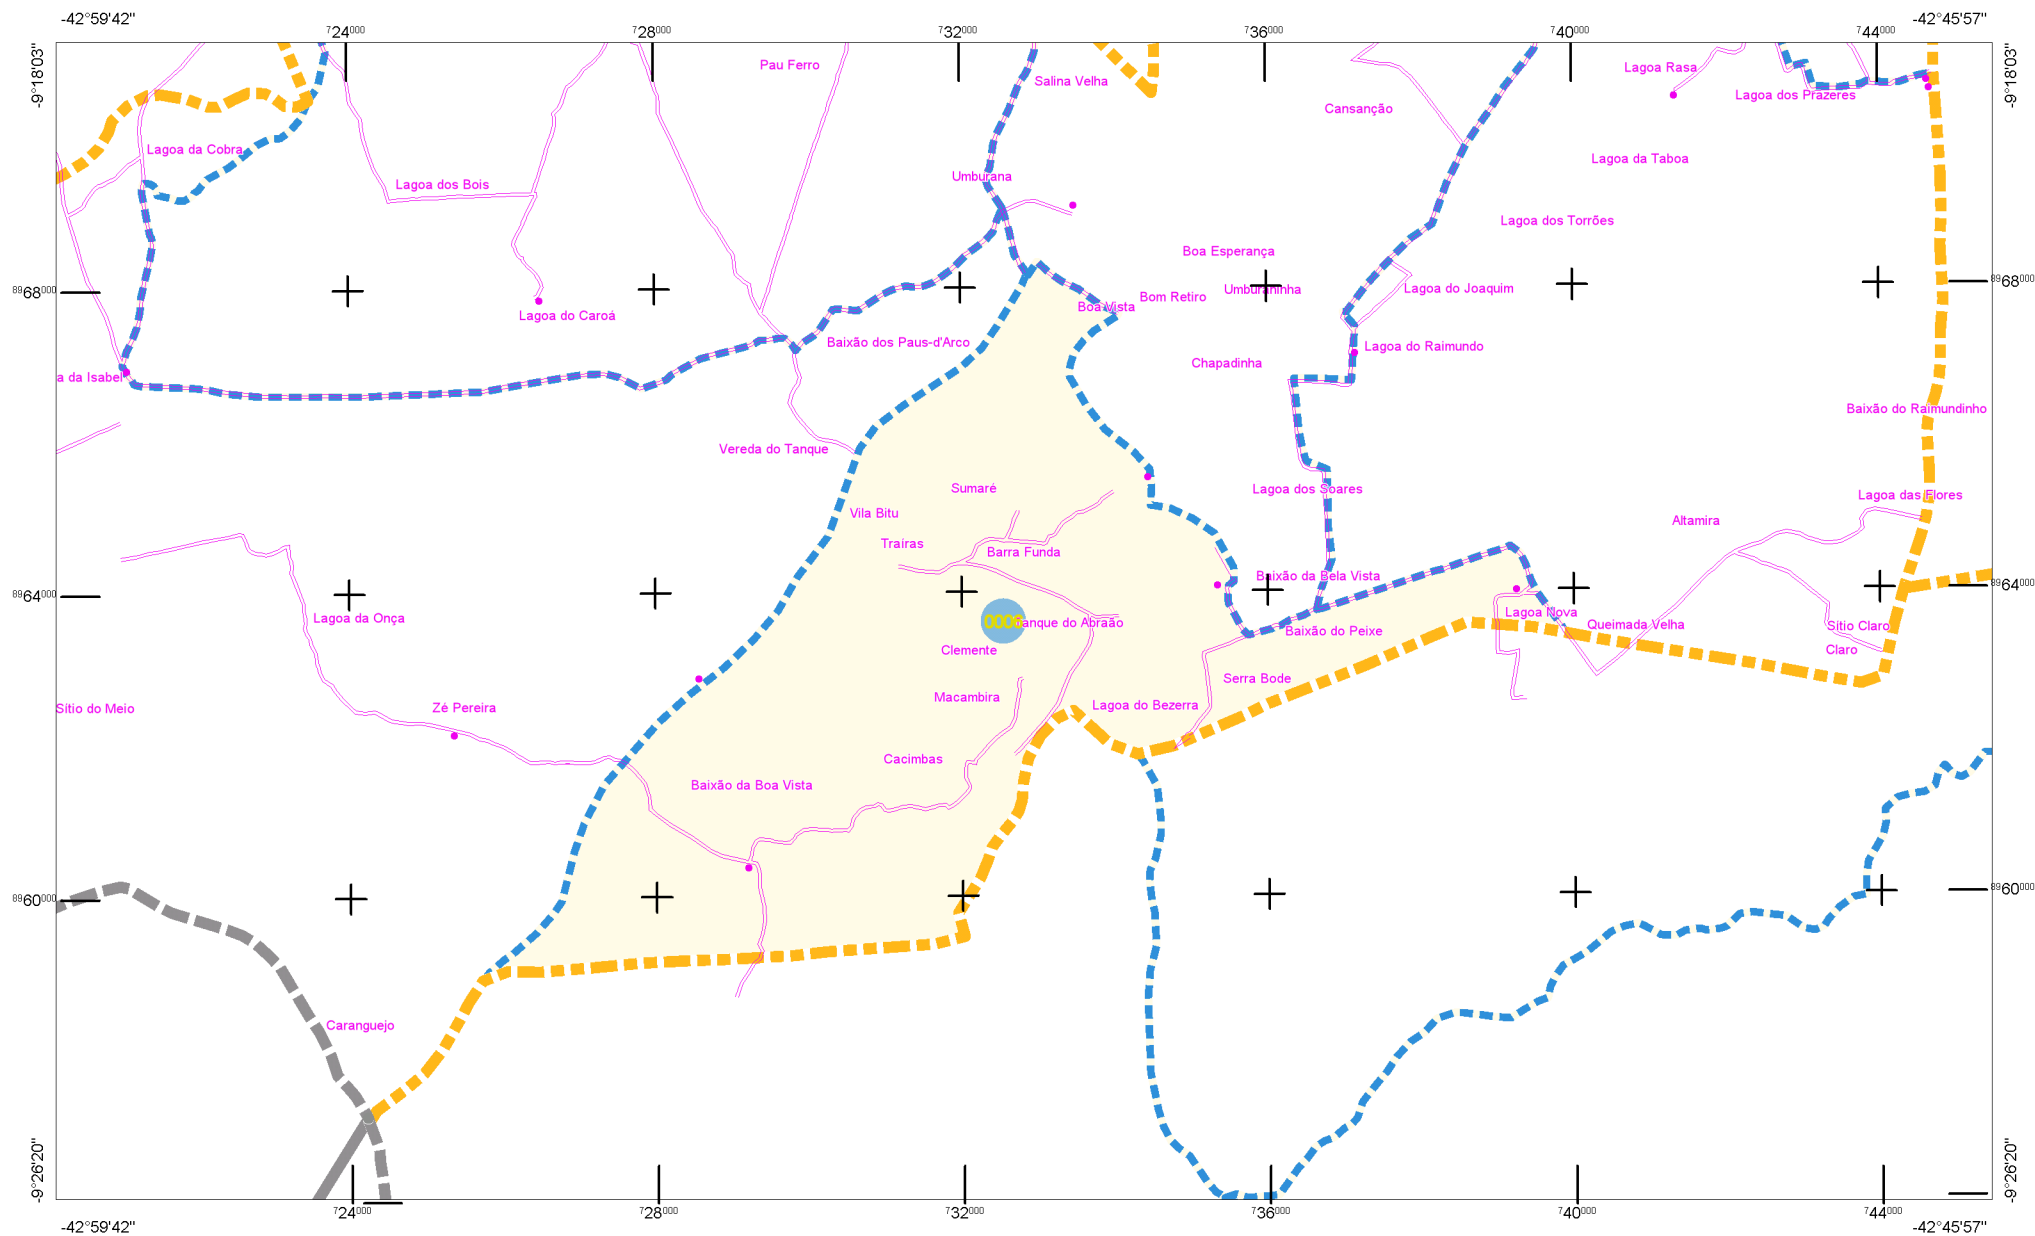 -42°59'42" -42°45'57"
724000 728000 732000 736000 740000 744000
-9°18'03" -9°18'03"
Pau Ferro
Salina Velha
Lagoa Rasa
Lagoa dos Prazeres
Cansanção
Lagoa da Cobra
Lagoa da Taboa
Lagoa dos Bois
Umburana
Lagoa dos Torrões
Boa Esperança
8968000 8968000
Umburaninha
Lagoa do Joaquim
Bom Retiro
Boa Vista
Lagoa do Caroá
Baixão dos Paus-d'Arco
Lagoa do Raimundo
Chapadinha
a da Isabel
Baixão do Raimundinho
Vereda do Tanque
Sumaré
Lagoa dos Soares
Lagoa das Flores
Vila Bitu
Altamira
Traíras
Barra Funda
Baixão da Bela Vista
8964000 8964000
Lagoa Nova
Lagoa da Onça
anque do Abraão
Queimada Velha
Sitio Claro
Baixão do Peixe
Clemente
Claro
Serra Bode
Macambira
Lagoa do Bezerra
Sítio do Meio
Zé Pereira
Cacimbas
Baixão da Boa Vista
8960000 8960000
Caranguejo
-9°26'20" -9°26'20"
724000 728000 732000 736000 740000 744000
-42°59'42" -42°45'57"